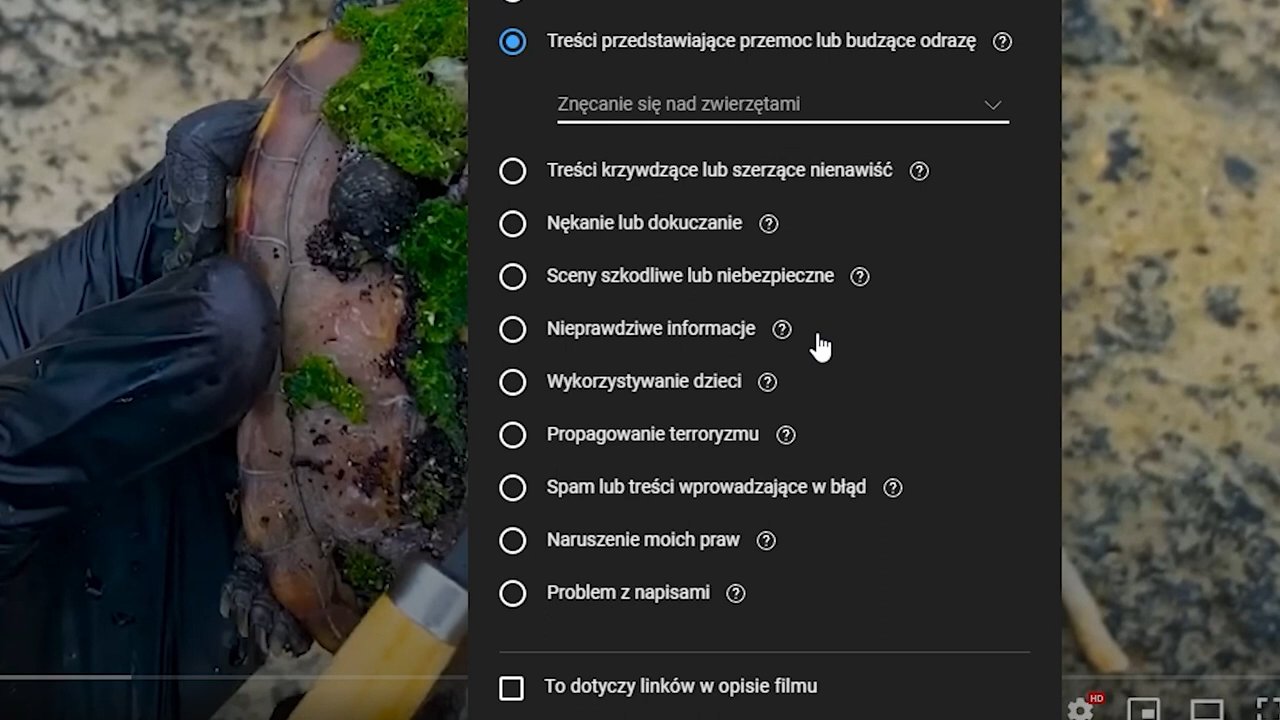 Treści przedstawiające przemoc lub budzące odrazę
Znęcanie się nad zwierzętami
Treści krzywdzące lub szerzące nienawiść
Nękanie lub dokuczanie
Sceny szkodliwe lub niebezpieczne
Nieprawdziwe informacje
Wykorzystywanie dzieci
Propagowanie terroryzmu
Spam lub treści wprowadzające w błąd
Naruszenie moich praw
Problem z napisami
To dotyczy linków w opisie filmu
HD